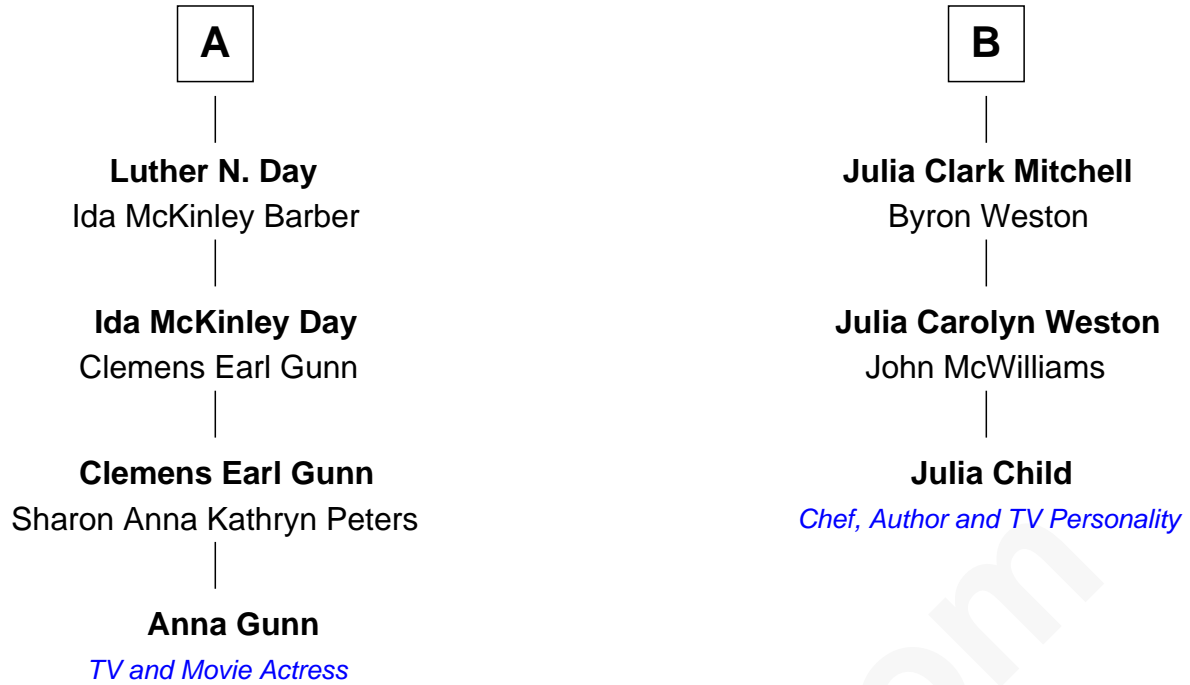 A
Luther N. Day
Ida McKinley Barber
Ida McKinley Day
Clemens Earl Gunn
Clemens Earl Gunn
Sharon Anna Kathryn Peters
Anna Gunn
TV and Movie Actress
B
Julia Clark Mitchell
Byron Weston
Julia Carolyn Weston
John McWilliams
Julia Child
Chef, Author and TV Personality
om